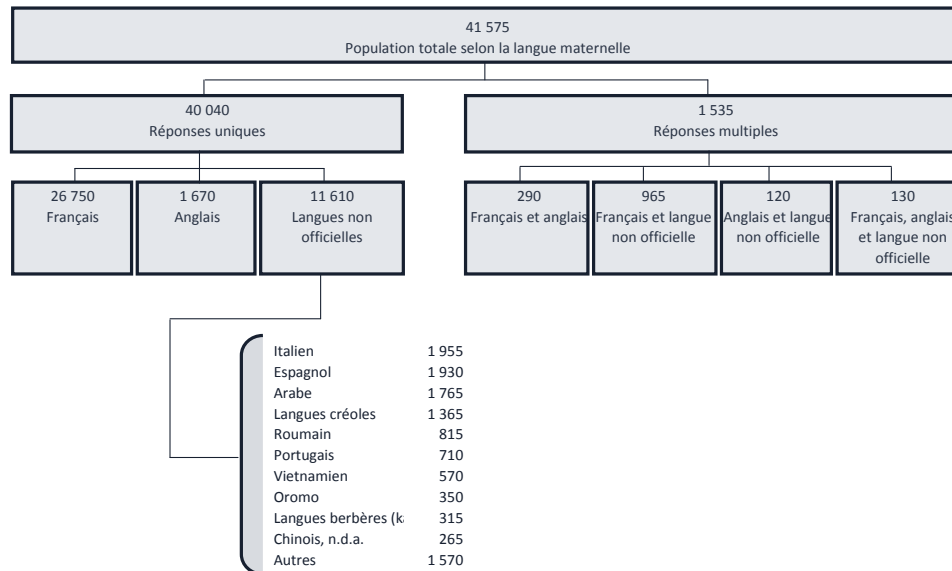 41 575
Population totale selon la langue maternelle
40 040
Réponses uniques
1 535
Réponses multiples
26 750
Français
1 670
Anglais
11 610
Langues non
officielles
290
Français et anglais
965
Français et langue
non officielle
120
Anglais et langue
non officielle
130
Français, anglais
et langue non
officielle
Italien 1 955
Espagnol 1 930
Arabe 1 765
Langues créoles 1 365
Roumain 815
Portugais 710
Vietnamien 570
Oromo 350
Langues berbères (ka 315
Chinois, n.d.a. 265
Autres 1 570